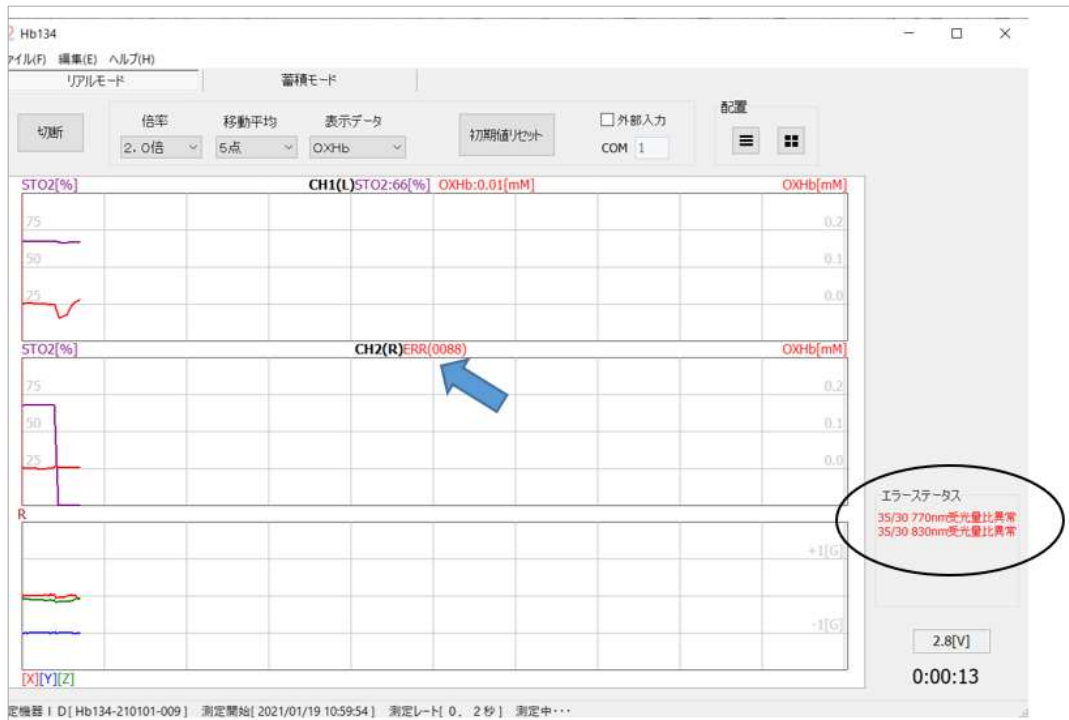 Hb134
ァイル(F) 編集(E) ヘルプ(H)
リアルモード 蓄積モード
切断
倍率 移動平均 表示データ
2.0倍 5点 OXHb
初期値リセット
外部入力
COM 1
配置
STO2[%] CH1(L)STO2:66[%] OXHb:0.01[mM] OXHb[mM]
75 0.2
50 0.1
25 0.0
STO2[%] CH2(R)ERR(0088) OXHb[mM]
75 0.2
50 0.1
25 0.0
R
+1[G]
-1[G]
[X][Y][Z]
エラーステータス
35/30 770nm受光量比異常
35/30 830nm受光量比異常
2.8[V]
0:00:13
定機器ID[Hb134-210101-009] 測定開始[2021/01/19 10:59:54] 測定レート[0.2秒] 測定中・・・